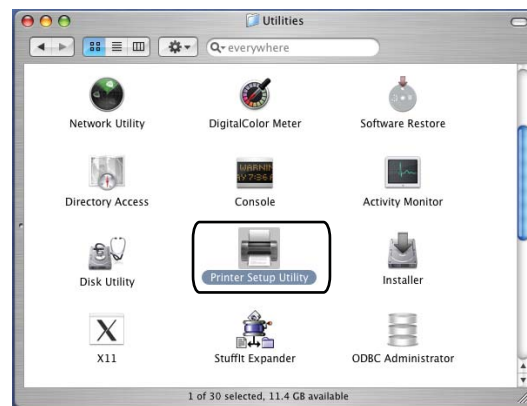 Utilities
everywhere
Network Utility
DigitalColor Meter
Software Restore
Directory Access
Console
Activity Monitor
Disk Utility
Printer Setup Utility
Installer
X11
StuffIt Expander
ODBC Administrator
1 of 30 selected, 11.4 GB available